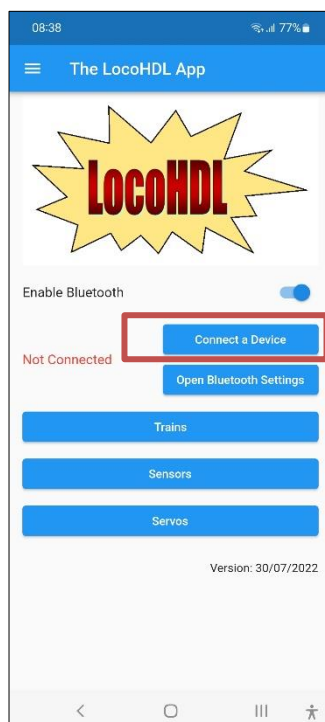 08:38 77%
The LocoHDL App
LocoHDL
Enable Bluetooth
Connect a Device
Not Connected
Open Bluetooth Settings
Trains
Sensors
Servos
Version: 30/07/2022